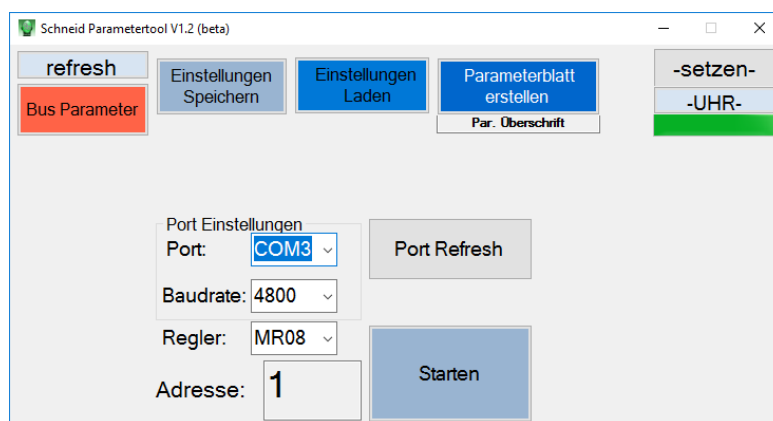 Schneid Parametertool V1.2 (beta)
refresh
Bus Parameter
Einstellungen
Speichern
Einstellungen
Laden
Parameterblatt
erstellen
Par. Überschrift
-setzen-
-UHR-
Port Einstellungen
Port: COM3
Port Refresh
Baudrate: 4800
Regler: MR08
Adresse: 1
Starten